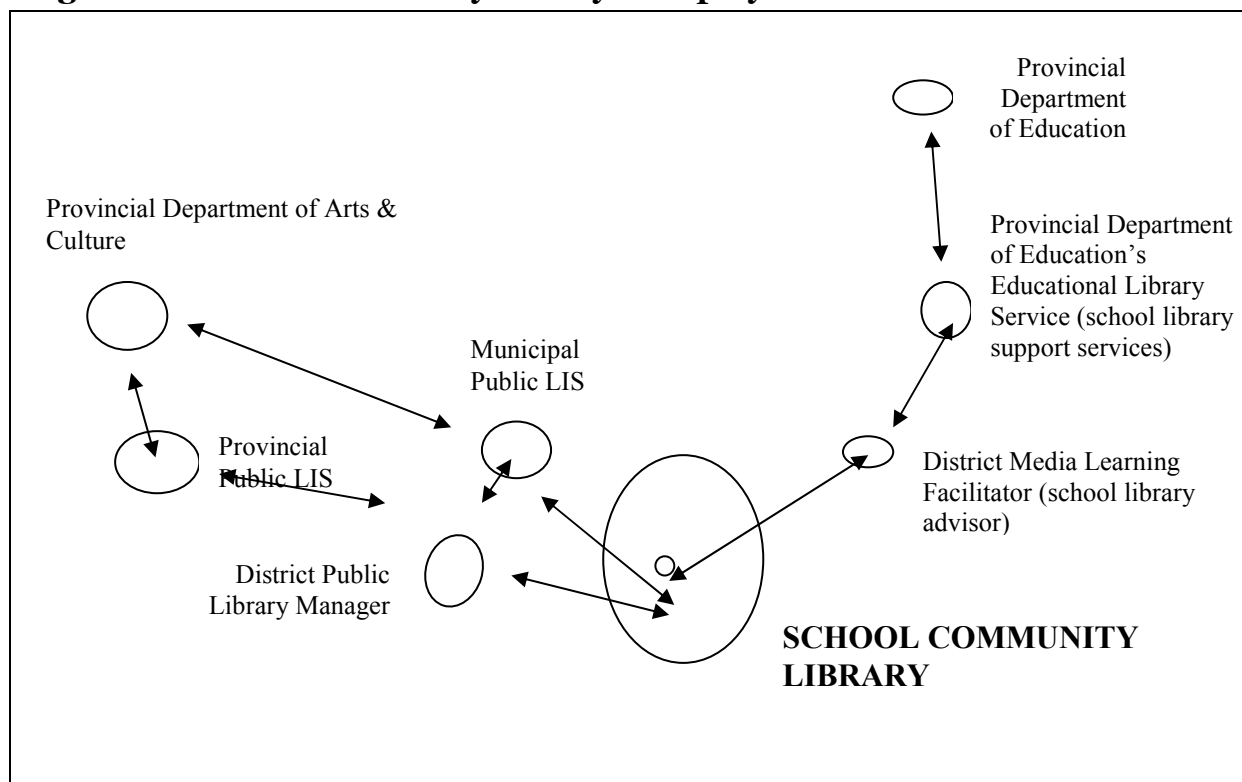 Provincial
Department
of Education
Provincial Department of Arts &
Culture
Provincial Department
of Education’s
Educational Library
Service (school library
support services)
Municipal
Public LIS
Provincial
Public LIS
District Media Learning
Facilitator (school library
advisor)
District Public
Library Manager
SCHOOL COMMUNITY
LIBRARY